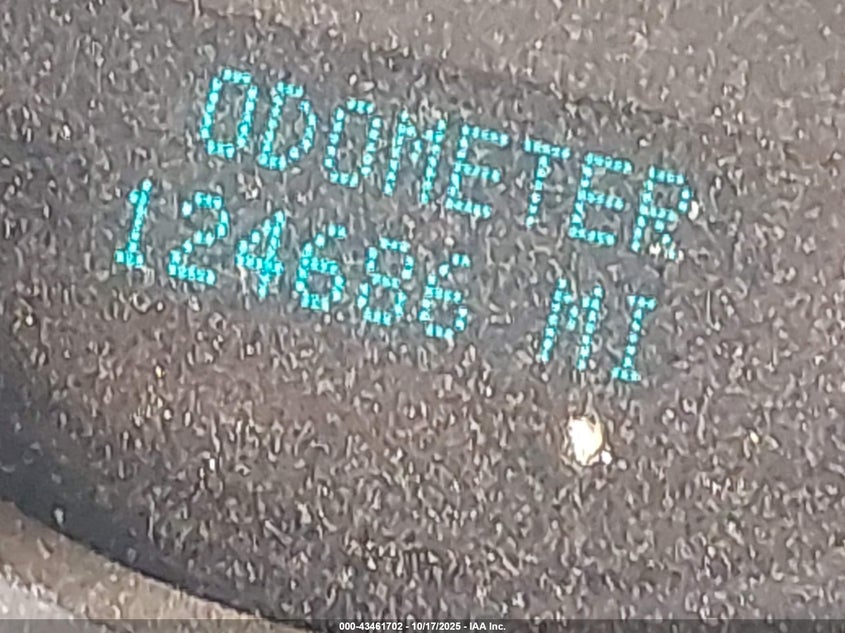 ODOMETER
124686 MI
000-43461702 - 10/17/2025 - IAA Inc.